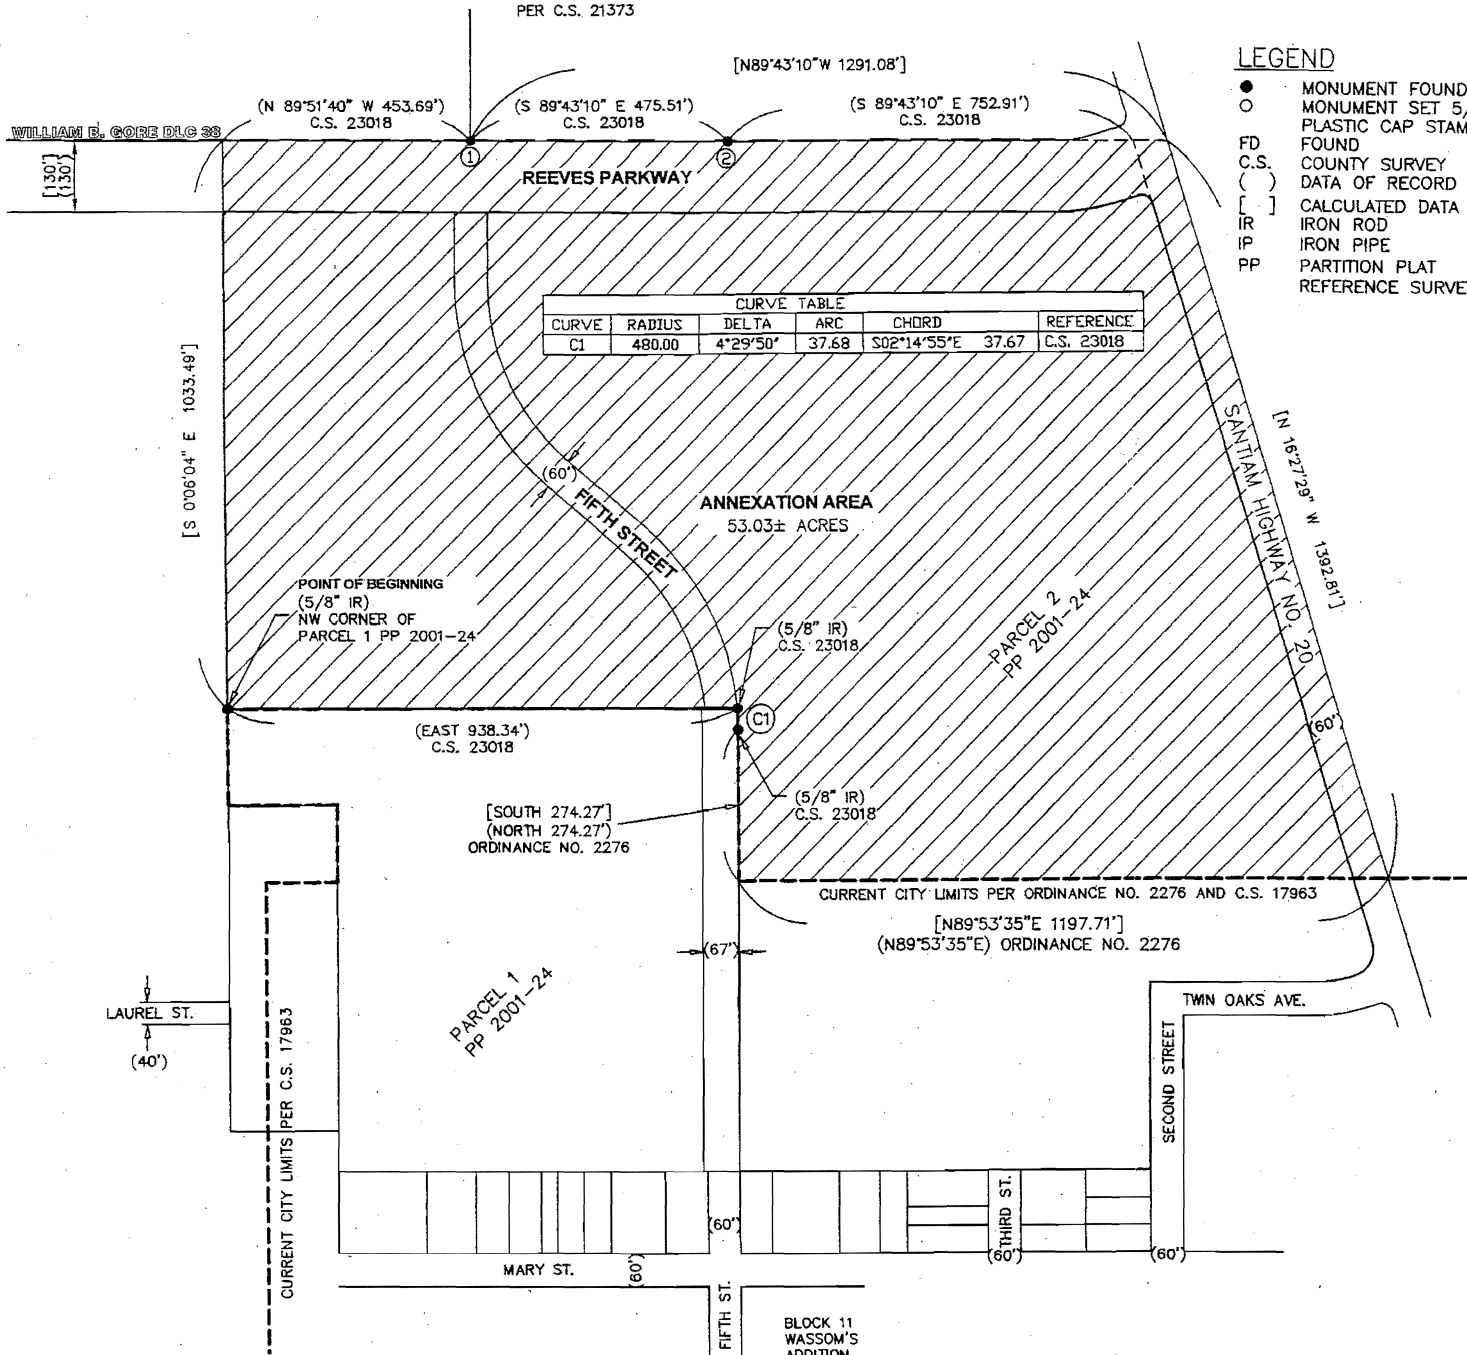 PER C.S. 21373
[N89°43'10"W 1291.08']
(N 89°51'40" W 453.69')
C.S. 23018
(S 89°43'10" E 475.51')
C.S. 23018
(S 89°43'10" E 752.91')
C.S. 23018
WILLIAM B. GORE DLC 38
[130']
(130')
1
2
REEVES PARKWAY
LEGEND
MONUMENT FOUND
MONUMENT SET 5/
PLASTIC CAP STAM
FD FOUND
C.S. COUNTY SURVEY
( ) DATA OF RECORD
[ ] CALCULATED DATA
IR IRON ROD
IP IRON PIPE
PP PARTITION PLAT
REFERENCE SURVE
CURVE TABLE
CURVE RADIUS DELTA ARC CHORD REFERENCE
C1 480.00 4°29'50" 37.68 S02°14'55"E 37.67 C.S. 23018
[S 0°06'04" E 1033.49']
(60')
FIFTH STREET
ANNEXATION AREA
53.03± ACRES
SANTIAM HIGHWAY NO. 20
[N 16°27'29" W 1392.81']
(60')
POINT OF BEGINNING
(5/8" IR)
NW CORNER OF
PARCEL 1 PP 2001-24
(5/8" IR)
C.S. 23018
PARCEL 2
PP 2001-24
C1
(EAST 938.34')
C.S. 23018
(5/8" IR)
C.S. 23018
[SOUTH 274.27']
(NORTH 274.27')
ORDINANCE NO. 2276
CURRENT CITY LIMITS PER ORDINANCE NO. 2276 AND C.S. 17963
[N89°53'35"E 1197.71']
(N89°53'35"E) ORDINANCE NO. 2276
(67')
PARCEL 1
PP 2001-24
LAUREL ST.
(40')
CURRENT CITY LIMITS PER C.S. 17963
TWIN OAKS AVE.
SECOND STREET
THIRD ST.
(60')
(60')
(60')
MARY ST.
(60')
FIFTH ST.
BLOCK 11
WASSOM'S
ADDITION